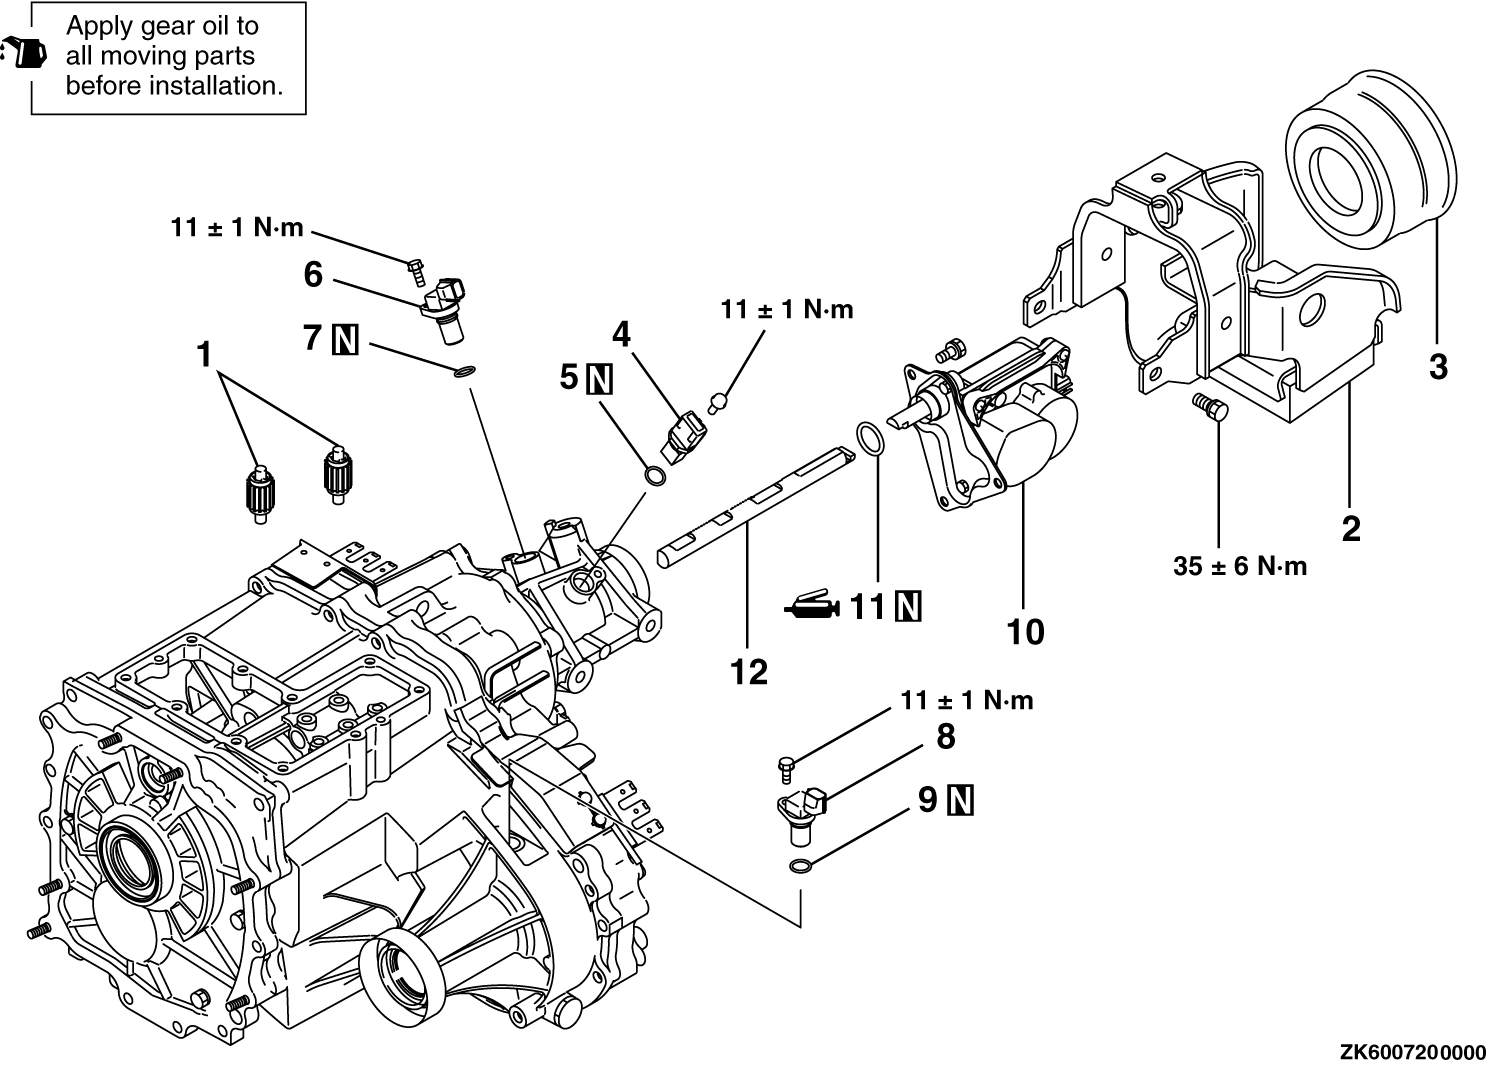 Apply gear oil to
all moving parts
before installation.
11 ± 1 N·m
6
7 N
1
4
5 N
11 ± 1 N·m
3
2
35 ± 6 N·m
11 N
10
12
11 ± 1 N·m
8
9 N
ZK6007200000